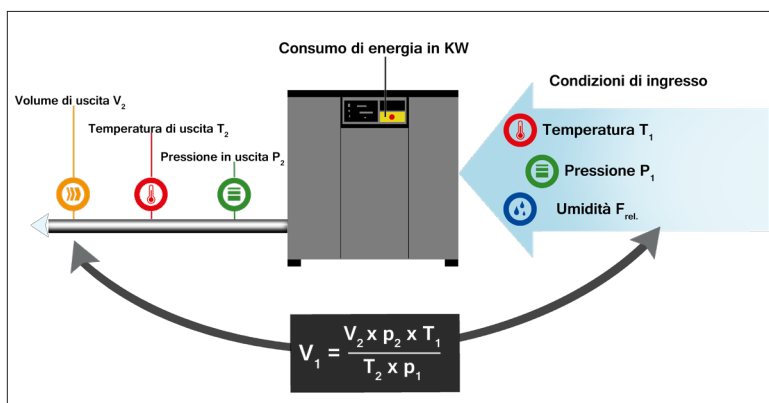 Consumo di energia in KW
Condizioni di ingresso
Volume di uscita V₂
Temperatura di uscita T₂
Pressione in uscita P₂
Temperatura T₁
Pressione P₁
Umidità F rel.
V₁ = V₂ x p₂ x T₁
T₂ x p₁